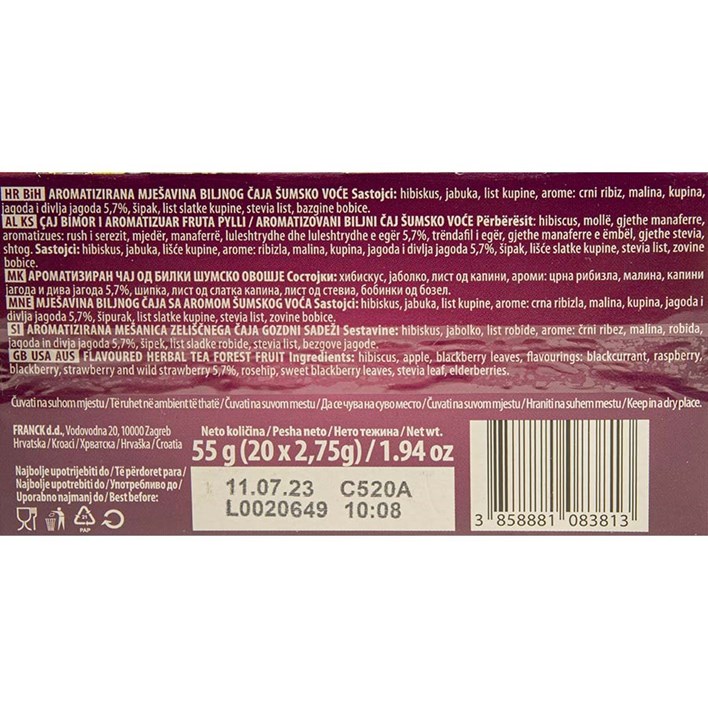 HR BiH AROMATIZIRANA MJEŠAVINA BILJNOG ČAJA ŠUMSKO VOĆE Sastojci: hibiskus, jabuka, list kupine, arome: crni ribiz, malina, kupina,
jagoda i divlja jagoda 5,7%, šipak, list slatke kupine, stevia list, bazgine bobice.
AL KS ÇAJ BIMOR I AROMATIZUAR FRUTA PYLLI / AROMATIZOVANI BILJNI ČAJ ŠUMSKO VOĆE Përbërësit: hibiscus, mollë, gjethe manaferre,
aromatizues: rush i serezit, mjedër, manaferrë, luleshtrydhe dhe luleshtrydhe e egër 5,7%, trëndafil i egër, gjethe manaferre e ëmbël, gjethe stevia,
shtog. Sastojci: hibiskus, jabuka, lišće kupine, arome: ribizla, malina, kupina, jagoda i divlja jagoda 5,7%, šipak, lišće slatke kupine, stevia list, zovine
bobice.
MK АРОМАТИЗИРАН ЧАЈ ОД БИЛКИ ШУМСКО ОВОШЈЕ Состојки: хибискус, јаболко, лист од капини, ароми: црна рибизла, малина, капини
јагода и дива јагода 5,7%, шипка, лист од слатка капина, лист од стевиа, бобинки од бозел.
MNE MJEŠAVINA BILJNOG ČAJA SA AROMOM ŠUMSKOG VOĆA Sastojci: hibiskus, jabuka, list kupine, arome: crna ribizla, malina, kupina, jagoda i
divlja jagoda 5,7%, šipurak, list slatke kupine, stevia list, zovine bobice.
SI AROMATIZIRANA MEŠANICA ZELIŠČNEGA ČAJA GOZDNI SADEŽI Sestavine: hibiskus, jabolko, list robide, arome: črni ribez, malina, robida,
jagoda in divja jagoda 5,7%, šipek, list sladke robide, stevia list, bezgove jagode.
GB USA AUS FLAVOURED HERBAL TEA FOREST FRUIT Ingredients: hibiscus, apple, blackberry leaves, flavourings: blackcurrant, raspberry,
blackberry, strawberry and wild strawberry 5,7%, rosehip, sweet blackberry leaves, stevia leaf, elderberries.
Čuvati na suhom mjestu / Të ruhet në ambient të thatë / Čuvati na suvom mestu / Да се чува на суво место / Čuvati na suvom mjestu / Hraniti na suhem mestu / Keep in a dry place.
FRANCK d.d., Vodovodna 20, 10000 Zagreb
Hrvatska / Kroaci / Хрватска / Hrvaška / Croatia
Neto količina / Pesha neto / Нето тежина / Net wt.
55 g (20 x 2,75g) / 1.94 oz
Najbolje upotrijebiti do / Të përdoret para /
Najbolje upotrebiti do / Употребливо до /
Uporabno najmanj do / Best before:
11.07.23 C520A
L0020649 10:08
21
PAP
3 858881 083813